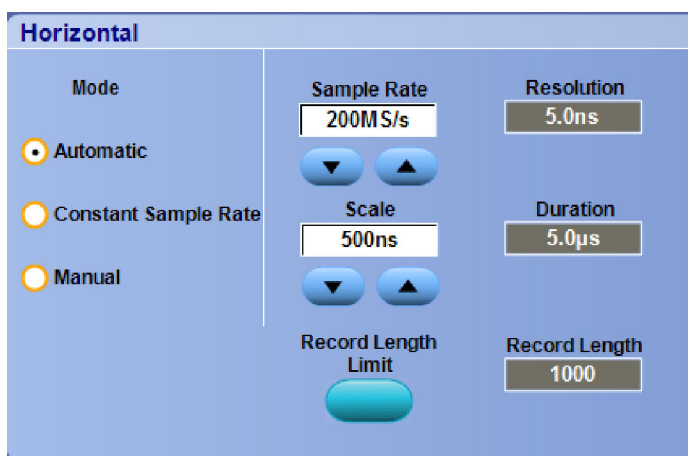 Horizontal
Mode
Automatic
Constant Sample Rate
Manual
Sample Rate
200MS/s
Scale
500ns
Record Length
Limit
Resolution
5.0ns
Duration
5.0µs
Record Length
1000